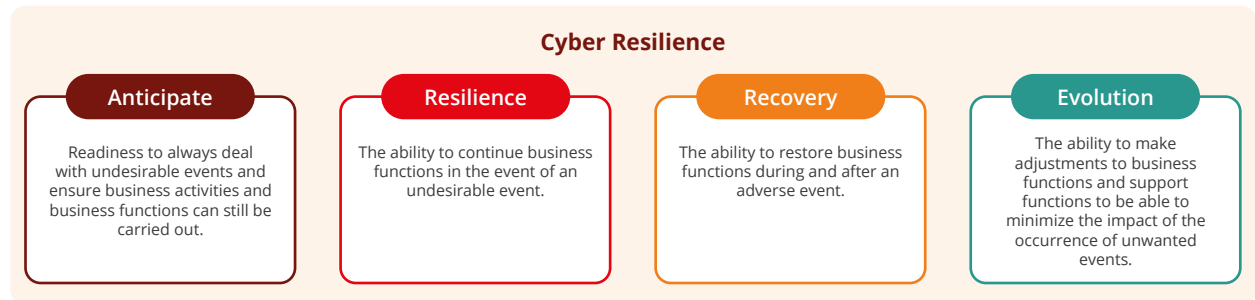 Cyber Resilience
Anticipate
Readiness to always deal
with undesirable events and
ensure business activities and
business functions can still be
carried out.
Resilience
The ability to continue business
functions in the event of an
undesirable event.
Recovery
The ability to restore business
functions during and after an
adverse event.
Evolution
The ability to make
adjustments to business
functions and support
functions to be able to
minimize the impact of the
occurrence of unwanted
events.